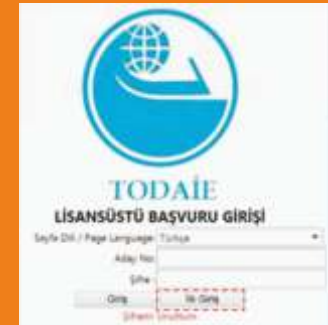 TODAİE
LİSANSÜSTÜ BAŞVURU GİRİŞİ
Sayfa Dili / Page Language: Türkçe
Aday No:
Şifre:
Giriş İlk Giriş
Şifremi Unuttum